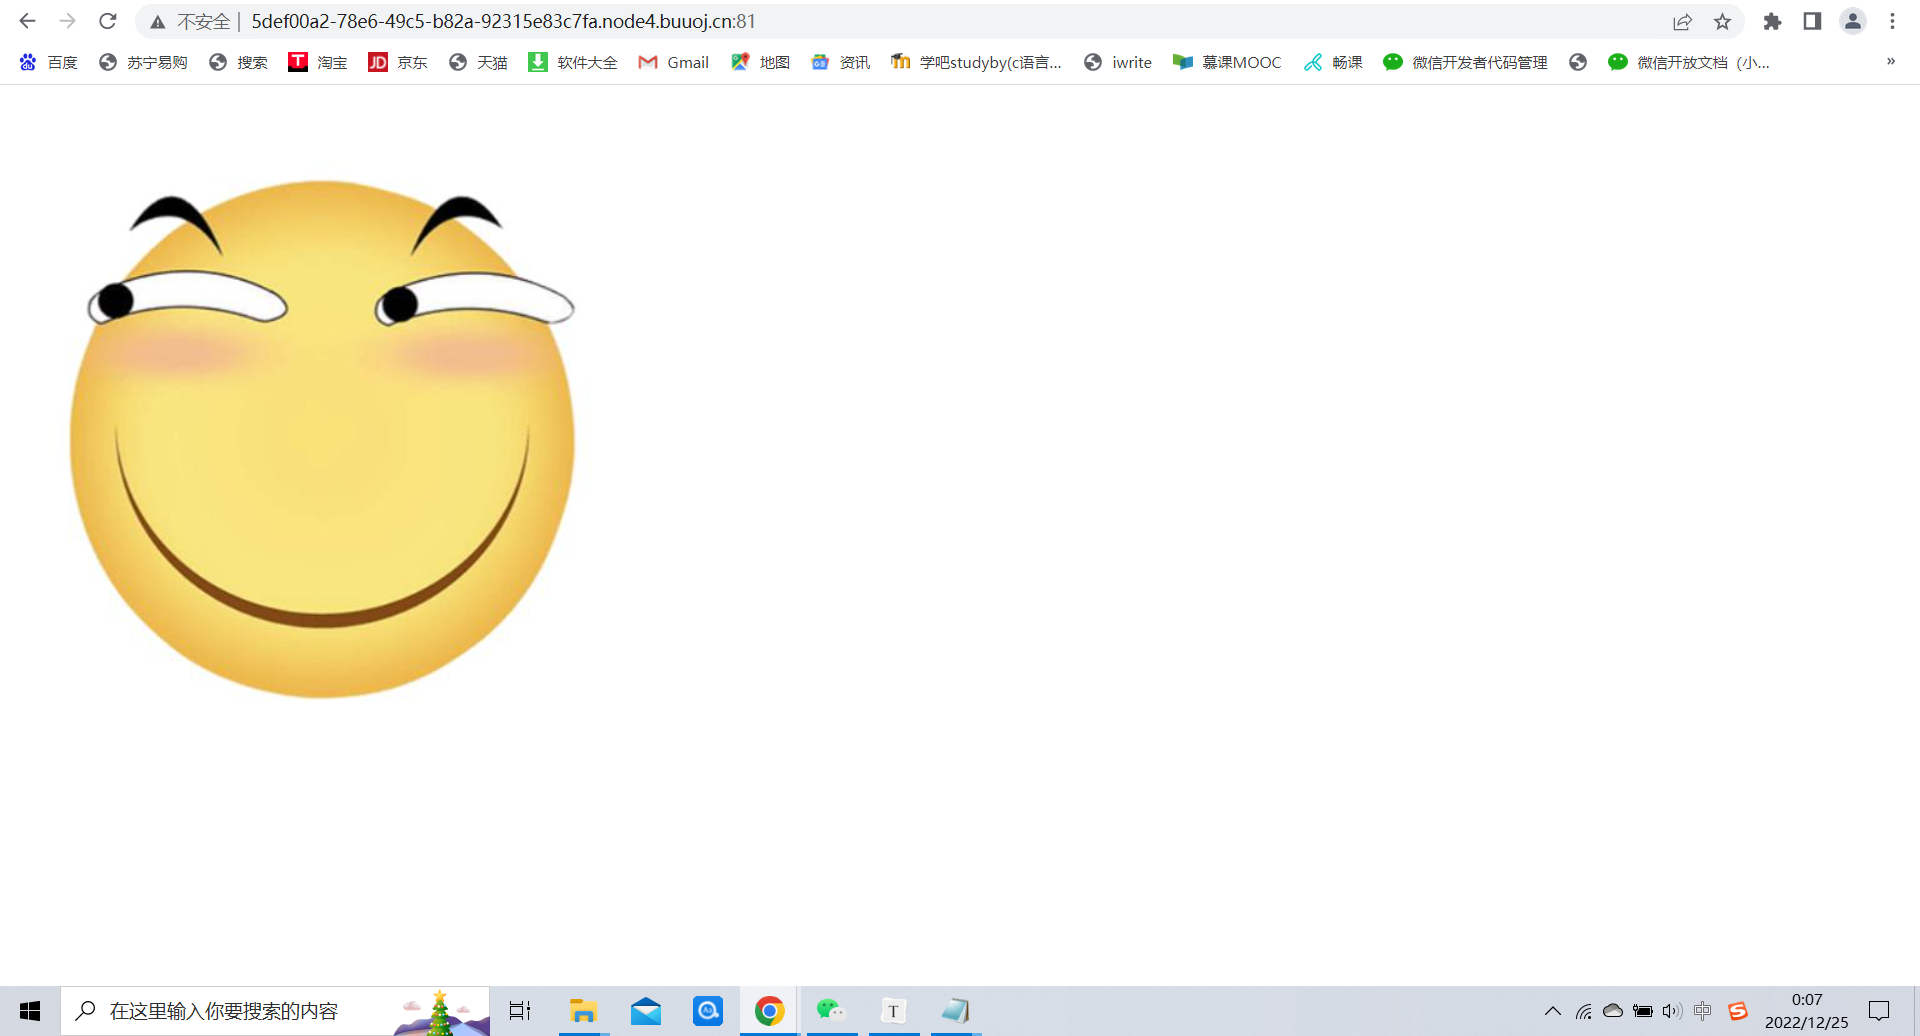 不安全 | 5def00a2-78e6-49c5-b82a-92315e83c7fa.node4.buuoj.cn:81
百度 苏宁易购 搜索 淘宝 JD 京东 天猫 软件大全 Gmail 地图 资讯 学吧studyby(c语言... iwrite 慕课MOOC 畅课 微信开发者代码管理 微信开放文档（小... »
在这里输入你要搜索的内容
T
中
0:07
2022/12/25